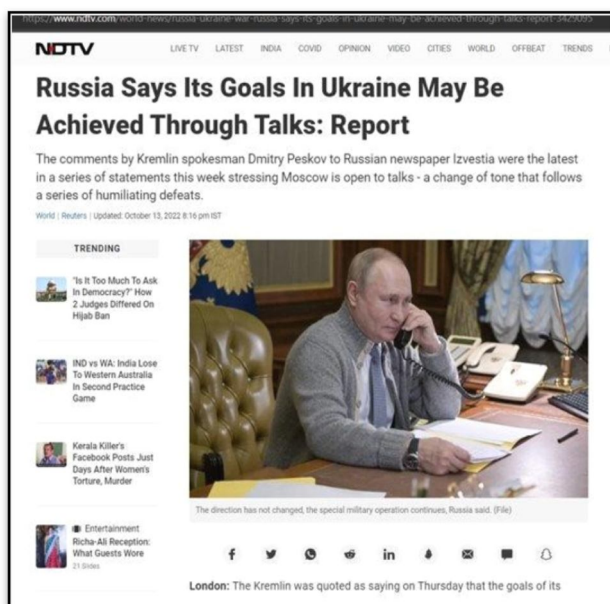 https://www.ndtv.com/world-news/russia-ukraine-war-russia-says-its-goals-in-ukraine-may-be-achieved-through-talks-report-3429095
NDTV
LIVE TV LATEST INDIA COVID OPINION VIDEO CITIES WORLD OFFBEAT TRENDS
Russia Says Its Goals In Ukraine May Be
Achieved Through Talks: Report
The comments by Kremlin spokesman Dmitry Peskov to Russian newspaper Izvestia were the latest
in a series of statements this week stressing Moscow is open to talks - a change of tone that follows
a series of humiliating defeats.
World | Reuters | Updated: October 13, 2022 8:16 pm IST
TRENDING
"Is It Too Much To Ask
In Democracy?" How
2 Judges Differed On
Hijab Ban
IND vs WA: India Lose
To Western Australia
In Second Practice
Game
Kerala Killer's
Facebook Posts Just
Days After Women's
Torture, Murder
Entertainment
Richa-Ali Reception:
What Guests Wore
21 Slides
The direction has not changed, the special military operation continues, Russia said. (File)
London: The Kremlin was quoted as saying on Thursday that the goals of its